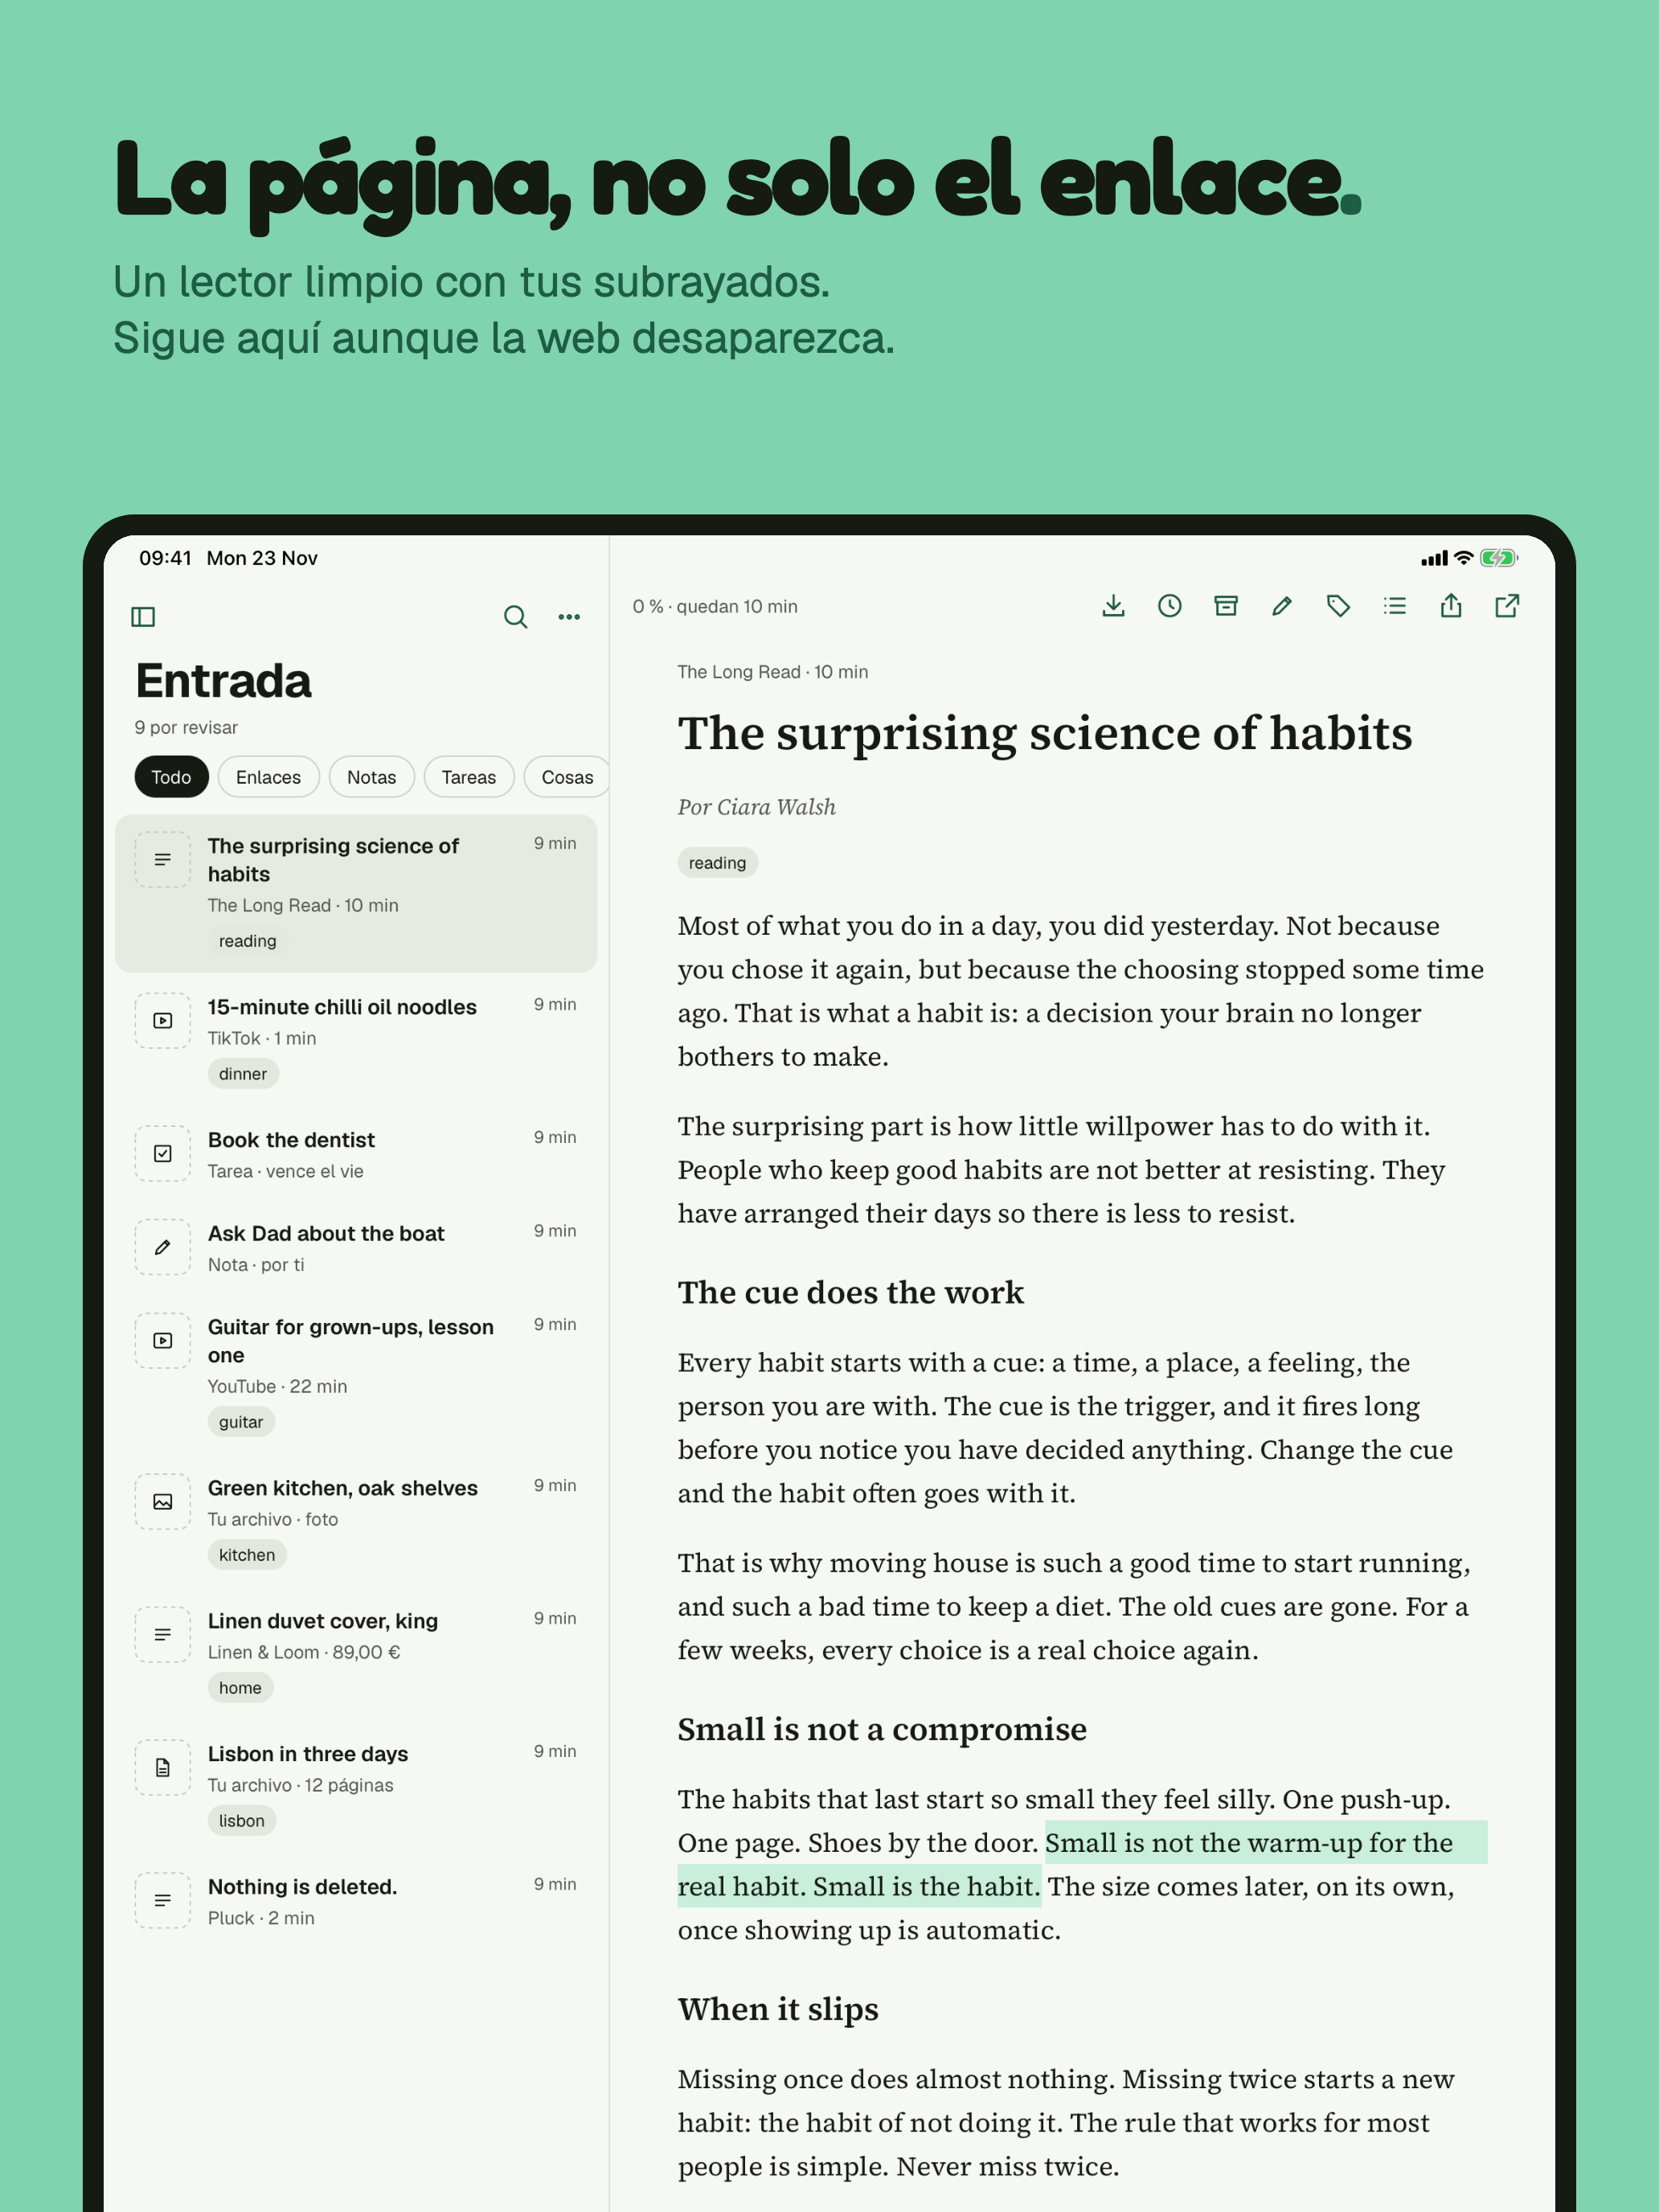 La página, no solo el enlace.
Un lector limpio con tus subrayados.
Sigue aquí aunque la web desaparezca.
09:41 Mon 23 Nov
Entrada
9 por revisar
Todo Enlaces Notas Tareas Cosas
The surprising science of
habits
9 min
The Long Read · 10 min
reading
15-minute chilli oil noodles
9 min
TikTok · 1 min
dinner
Book the dentist
9 min
Tarea · vence el vie
Ask Dad about the boat
9 min
Nota · por ti
Guitar for grown-ups, lesson
one
9 min
YouTube · 22 min
guitar
Green kitchen, oak shelves
9 min
Tu archivo · foto
kitchen
Linen duvet cover, king
9 min
Linen & Loom · 89,00 €
home
Lisbon in three days
9 min
Tu archivo · 12 páginas
lisbon
Nothing is deleted.
9 min
Pluck · 2 min
0 % · quedan 10 min
The Long Read · 10 min
The surprising science of habits
Por Ciara Walsh
reading
Most of what you do in a day, you did yesterday. Not because
you chose it again, but because the choosing stopped some time
ago. That is what a habit is: a decision your brain no longer
bothers to make.
The surprising part is how little willpower has to do with it.
People who keep good habits are not better at resisting. They
have arranged their days so there is less to resist.
The cue does the work
Every habit starts with a cue: a time, a place, a feeling, the
person you are with. The cue is the trigger, and it fires long
before you notice you have decided anything. Change the cue
and the habit often goes with it.
That is why moving house is such a good time to start running,
and such a bad time to keep a diet. The old cues are gone. For a
few weeks, every choice is a real choice again.
Small is not a compromise
The habits that last start so small they feel silly. One push-up.
One page. Shoes by the door. Small is not the warm-up for the
real habit. Small is the habit. The size comes later, on its own,
once showing up is automatic.
When it slips
Missing once does almost nothing. Missing twice starts a new
habit: the habit of not doing it. The rule that works for most
people is simple. Never miss twice.